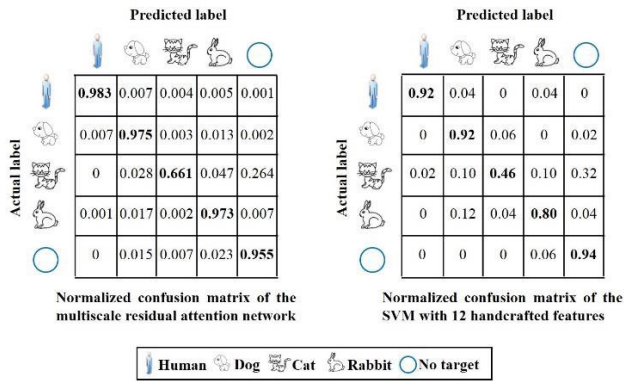 Predicted label
Predicted label
Actual label
0.983 0.007 0.004 0.005 0.001
0.007 0.975 0.003 0.013 0.002
0 0.028 0.661 0.047 0.264
0.001 0.017 0.002 0.973 0.007
0 0.015 0.007 0.023 0.955
Actual label
0.92 0.04 0 0.04 0
0 0.92 0.06 0 0.02
0.02 0.10 0.46 0.10 0.32
0 0.12 0.04 0.80 0.04
0 0 0 0.06 0.94
Normalized confusion matrix of the
multiscale residual attention network
Normalized confusion matrix of the
SVM with 12 handcrafted features
Human Dog Cat Rabbit No target